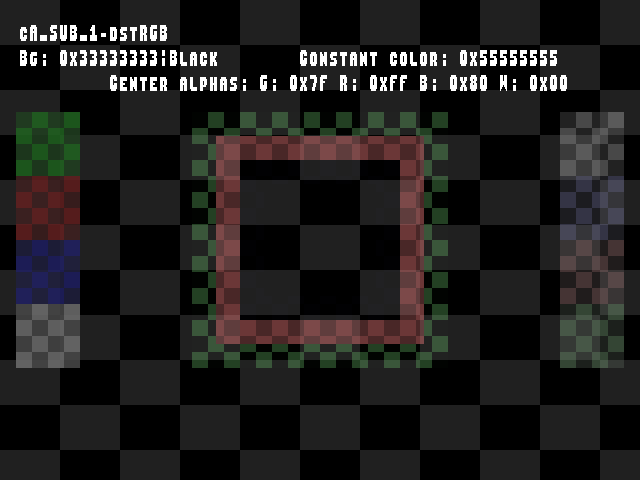 cA_SUB_1-dstRGB
Bg: 0x33333333¦Black Constant color: 0x55555555
Center alphas: G: 0x7F R: 0xFF B: 0x80 W: 0x00